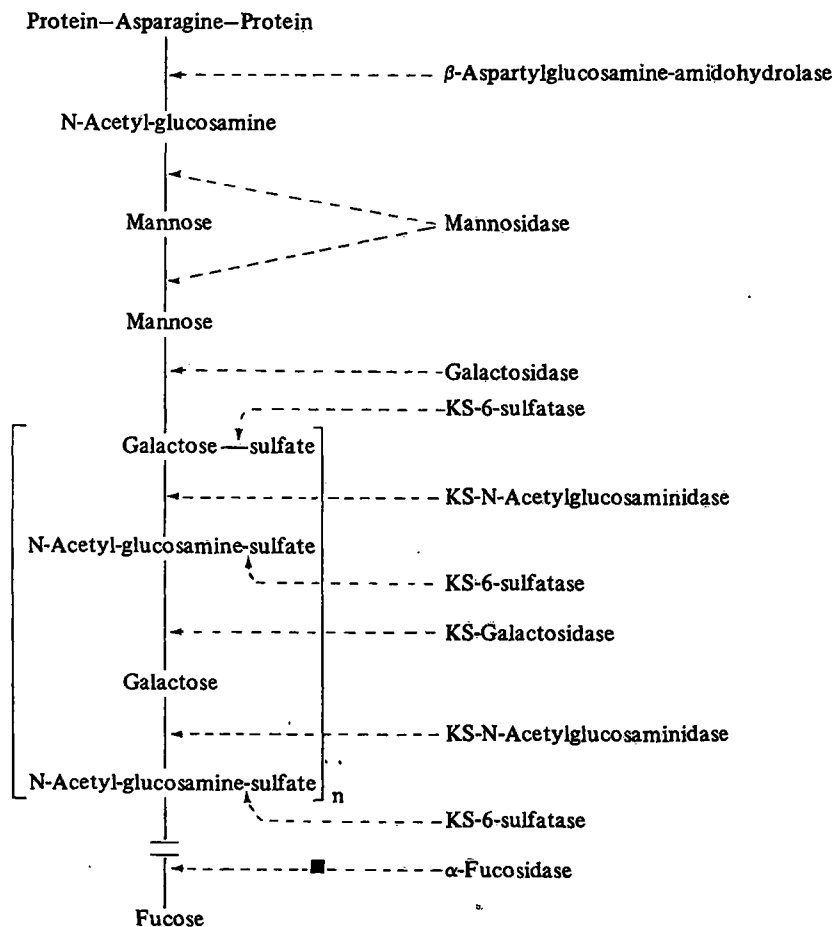 Protein–Asparagine–Protein
β-Aspartylglucosamine-amidohydrolase
N-Acetyl-glucosamine
Mannose
Mannosidase
Mannose
Galactosidase
KS-6-sulfatase
Galactose — sulfate
KS-N-Acetylglucosaminidase
N-Acetyl-glucosamine-sulfate
KS-6-sulfatase
KS-Galactosidase
Galactose
KS-N-Acetylglucosaminidase
N-Acetyl-glucosamine-sulfate
n
KS-6-sulfatase
α-Fucosidase
Fucose